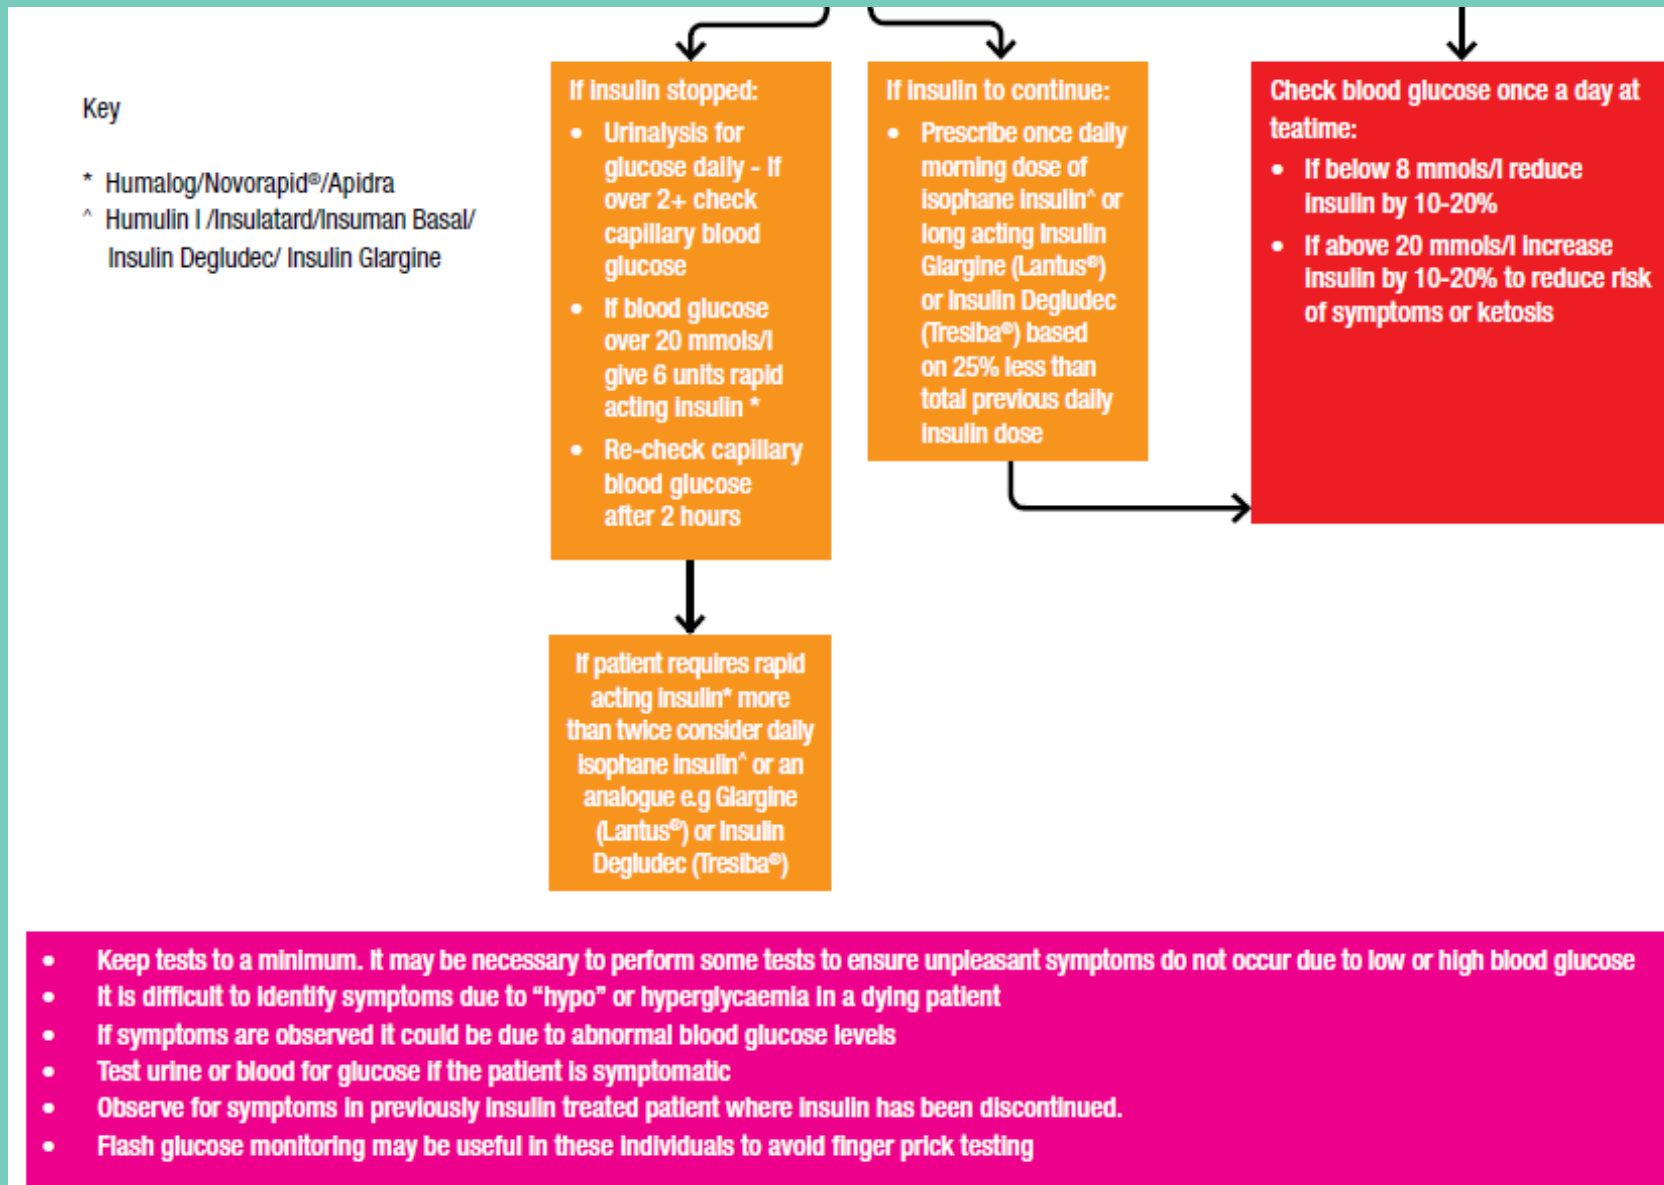 Key
* Humalog/Novorapid®/Apidra
^ Humulin I /Insulatard/Insuman Basal/
Insulin Degludec/ Insulin Glargine
If insulin stopped:
• Urinalysis for
glucose daily - If
over 2+ check
capillary blood
glucose
• If blood glucose
over 20 mmols/l
give 6 units rapid
acting insulin *
• Re-check capillary
blood glucose
after 2 hours
If insulin to continue:
• Prescribe once daily
morning dose of
isophane insulin^ or
long acting Insulin
Glargine (Lantus®)
or Insulin Degludec
(Tresiba®) based
on 25% less than
total previous daily
insulin dose
Check blood glucose once a day at
teatime:
• If below 8 mmols/l reduce
insulin by 10-20%
• If above 20 mmols/l increase
insulin by 10-20% to reduce risk
of symptoms or ketosis
If patient requires rapid
acting insulin* more
than twice consider daily
isophane insulin^ or an
analogue e.g Glargine
(Lantus®) or Insulin
Degludec (Tresiba®)
• Keep tests to a minimum. It may be necessary to perform some tests to ensure unpleasant symptoms do not occur due to low or high blood glucose
• It is difficult to identify symptoms due to “hypo” or hyperglycaemia in a dying patient
• If symptoms are observed it could be due to abnormal blood glucose levels
• Test urine or blood for glucose if the patient is symptomatic
• Observe for symptoms in previously insulin treated patient where insulin has been discontinued.
• Flash glucose monitoring may be useful in these individuals to avoid finger prick testing